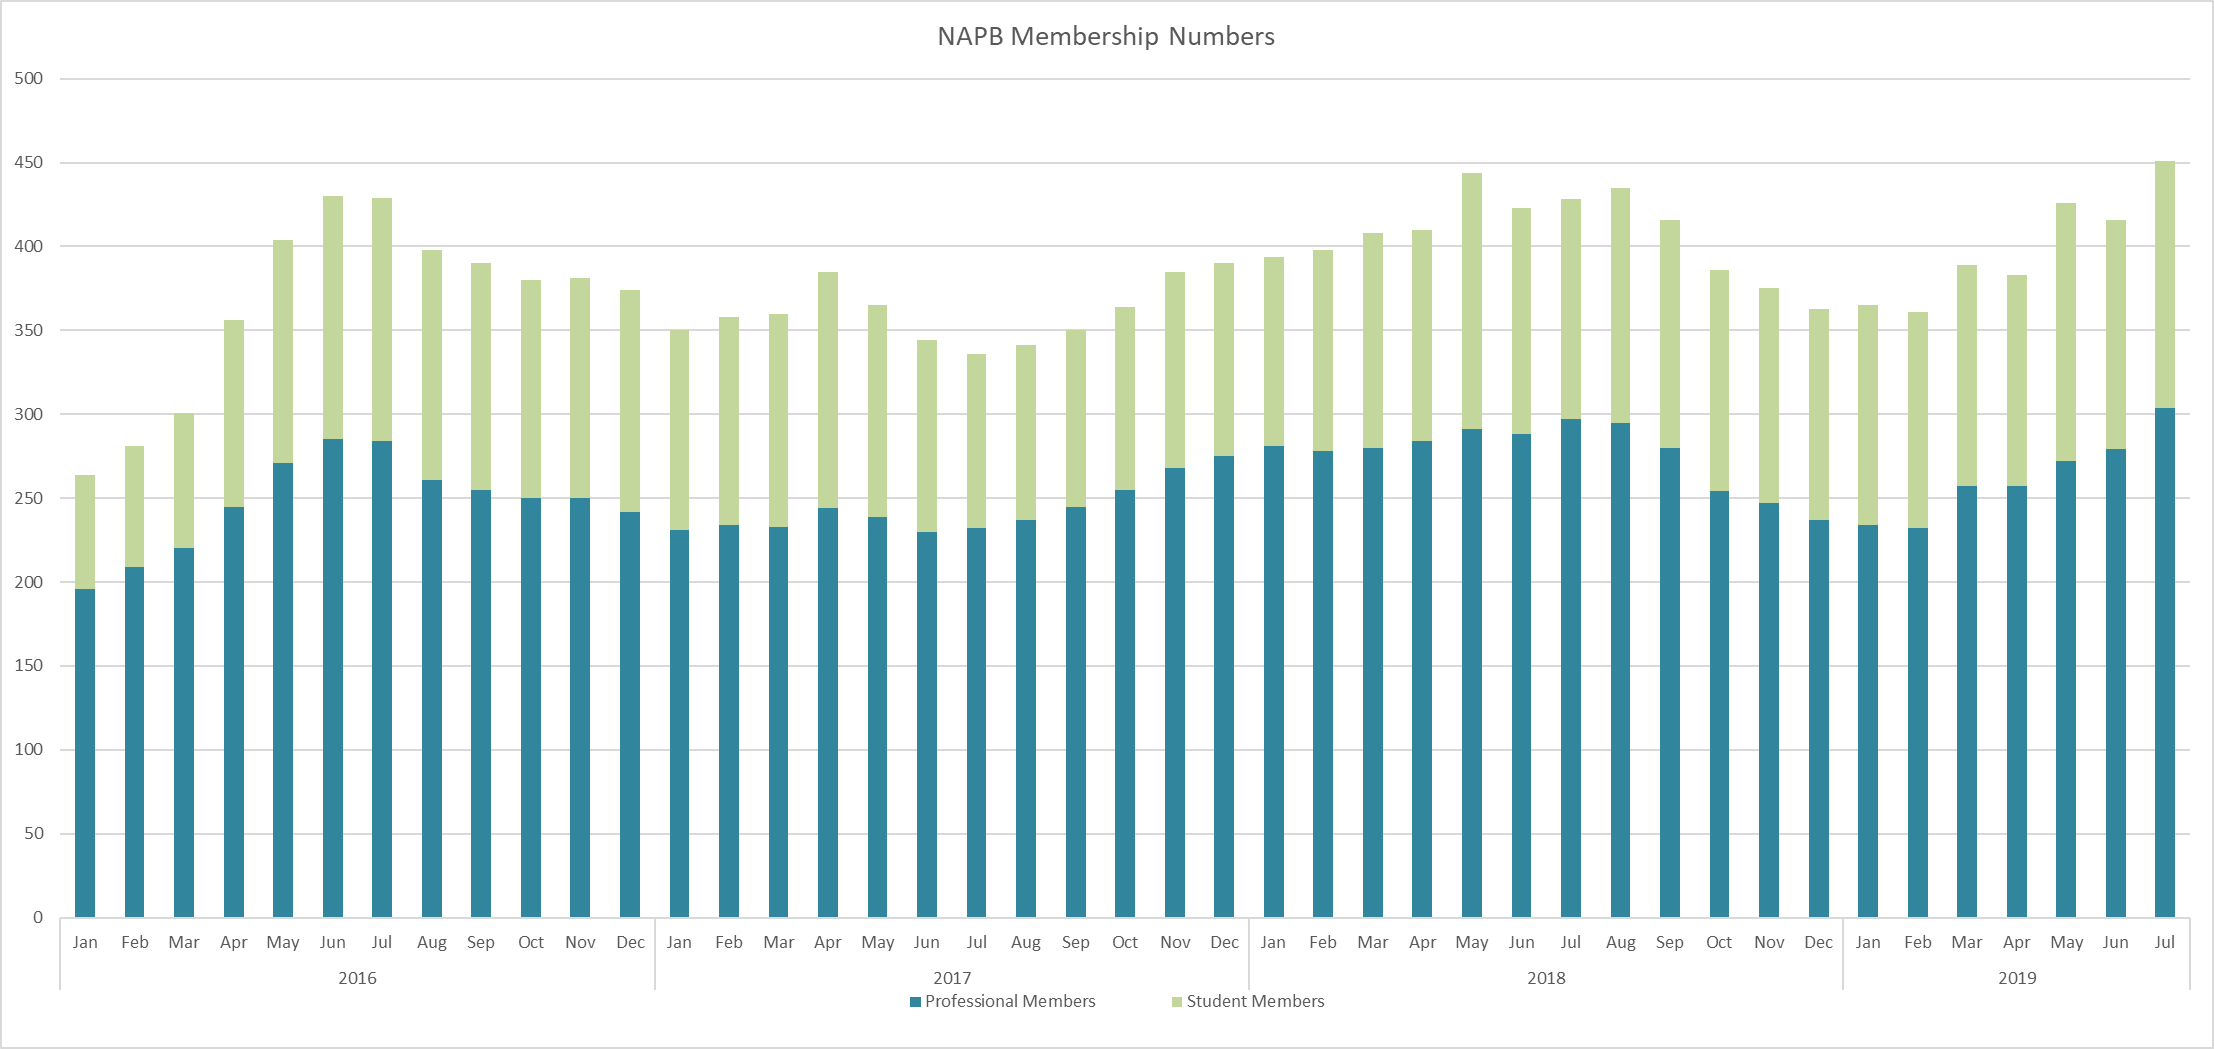 NAPB Membership Numbers
500
450
400
350
300
250
200
150
100
50
0
Jan Feb Mar Apr May Jun Jul Aug Sep Oct Nov Dec Jan Feb Mar Apr May Jun Jul Aug Sep Oct Nov Dec Jan Feb Mar Apr May Jun Jul Aug Sep Oct Nov Dec Jan Feb Mar Apr May Jun Jul
2016 2017 2018 2019
Professional Members Student Members